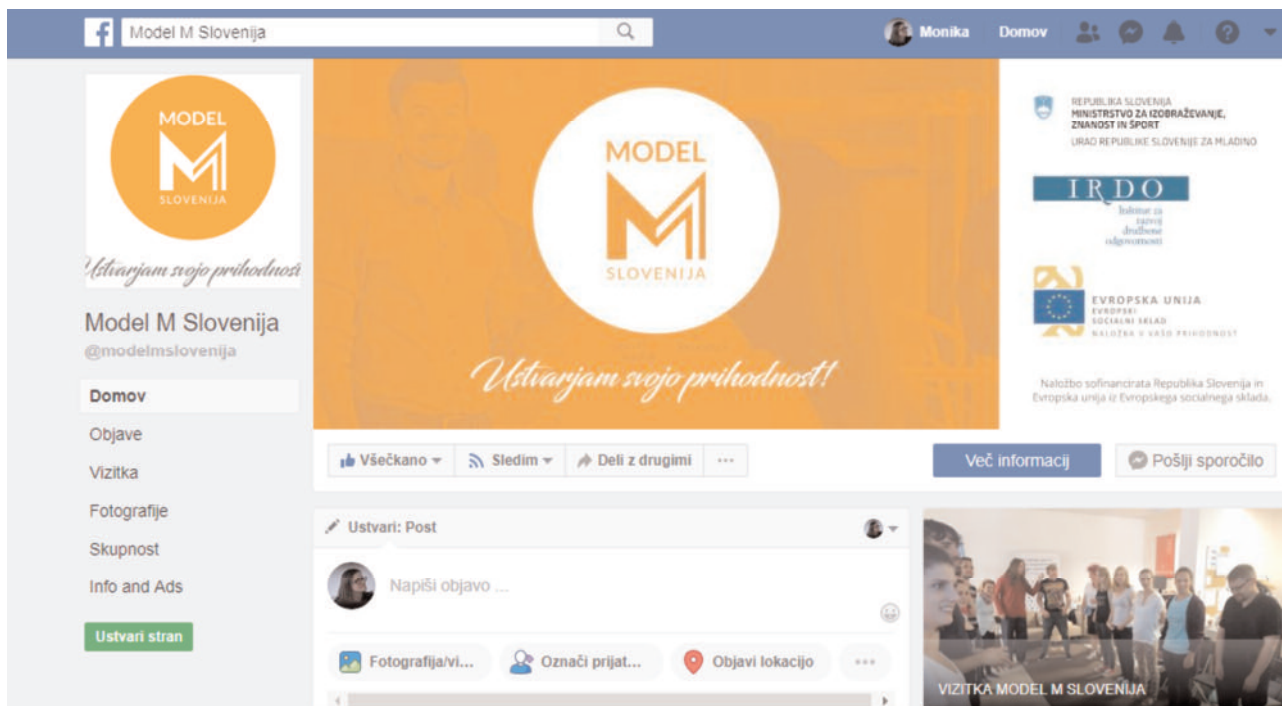 Model M Slovenija
Monika
Domov
MODEL
M
SLOVENIJA
Ustvarjam svojo prihodnost
Model M Slovenija
@modelmslovenija
Domov
Objave
Vizitka
Fotografije
Skupnost
Info and Ads
Ustvari stran
MODEL
M
SLOVENIJA
Ustvarjam svojo prihodnost!
REPUBLIKA SLOVENIJA
MINISTRSTVO ZA IZOBRAŽEVANJE,
ZNANOST IN ŠPORT
URAD REPUBLIKE SLOVENIJE ZA MLADINO
IRDO
Inštitut za
razvoj
družbene
odgovornosti
EVROPSKA UNIJA
EVROPSKI
SOCIALNI SKLAD
NALOŽBA V VAŠO PRIHODNOST
Naložbo sofinancirata Republika Slovenija in
Evropska unija iz Evropskega socialnega sklada.
Všečkano
Sledim
Deli z drugimi
Več informacij
Pošlji sporočilo
Ustvari: Post
Napiši objavo ...
Fotografija/vi...
Označi prijat...
Objavi lokacijo
VIZITKA MODEL M SLOVENIJA